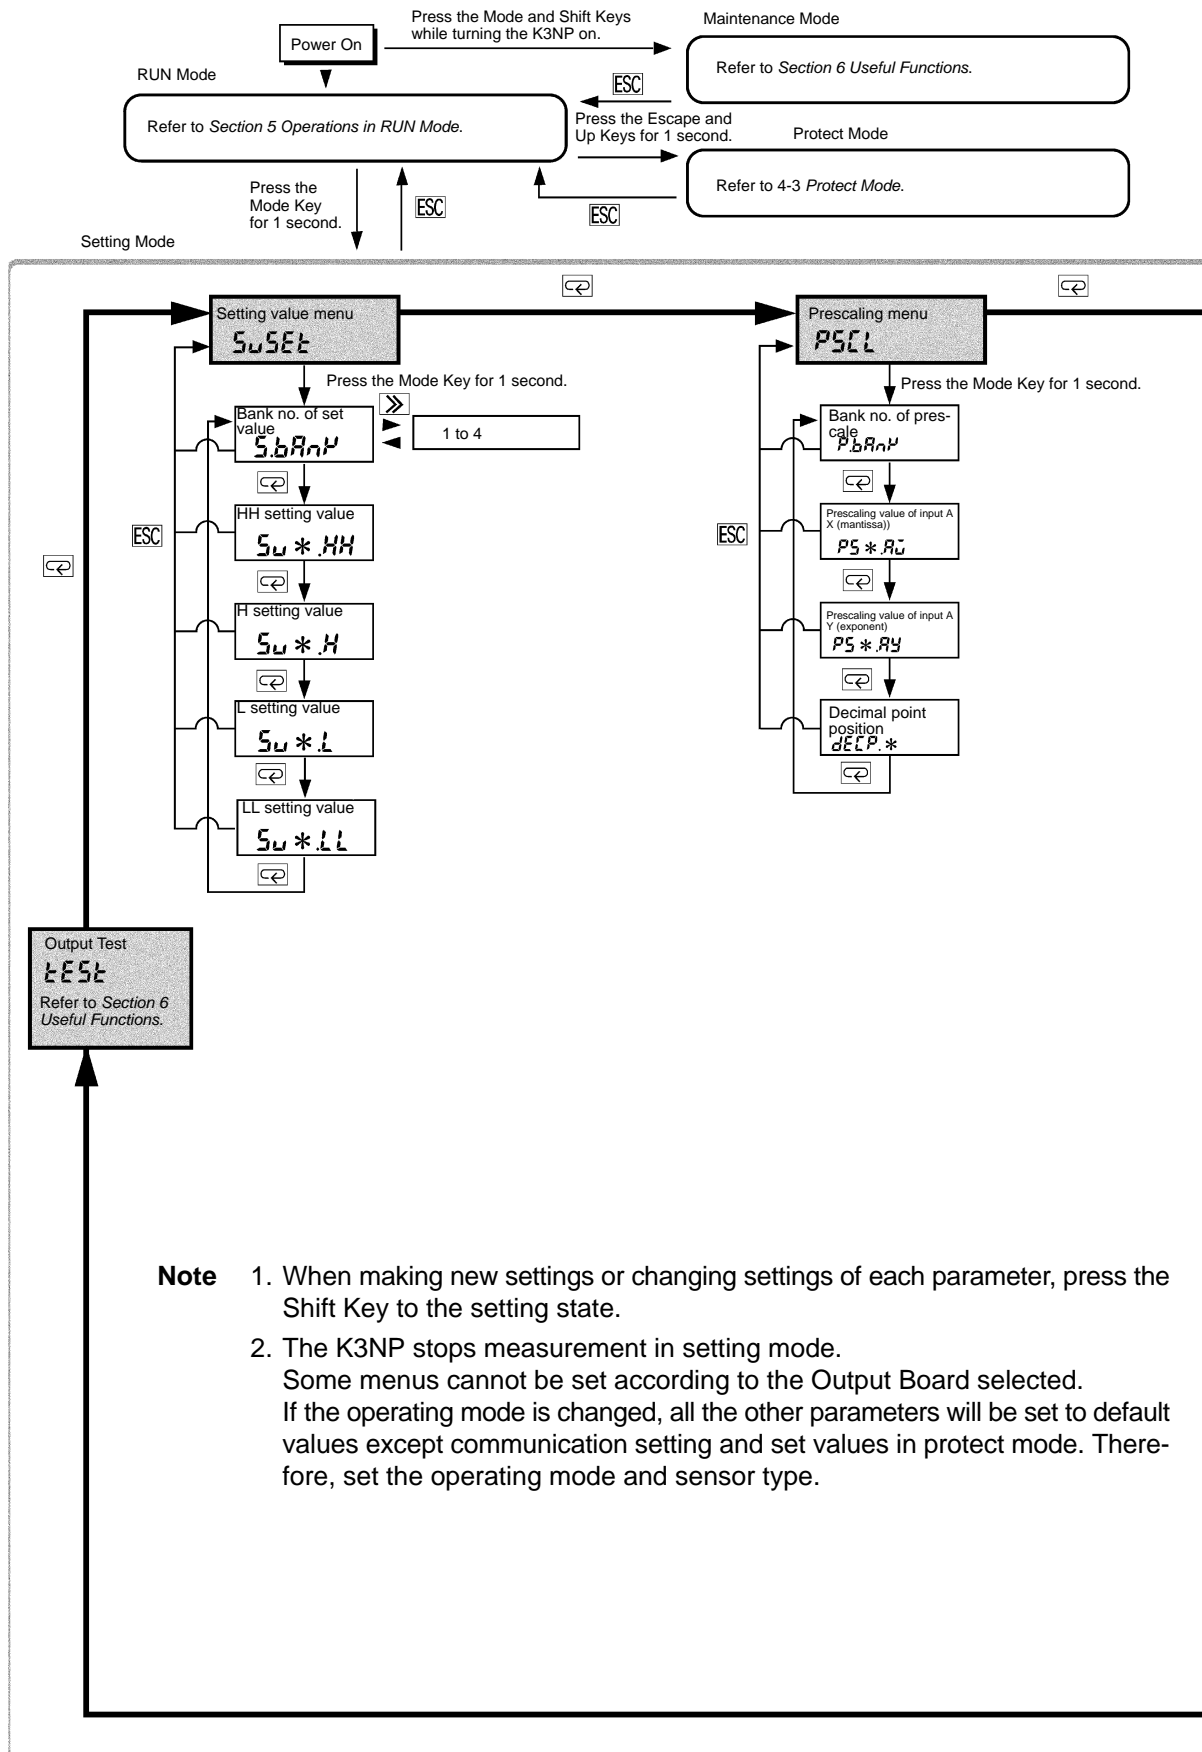 Press the Mode and Shift Keys
while turning the K3NP on.
Maintenance Mode
Power On
RUN Mode
Refer to Section 6 Useful Functions.
ESC
Refer to Section 5 Operations in RUN Mode.
Press the Escape and
Up Keys for 1 second.
Protect Mode
Refer to 4-3 Protect Mode.
Press the
Mode Key
for 1 second.
ESC
ESC
Setting Mode
Setting value menu
SvSEt
Press the Mode Key for 1 second.
Bank no. of set
value
S.bAnK
1 to 4
HH setting value
Sv*.HH
ESC
H setting value
Sv*.H
L setting value
Sv*.L
LL setting value
Sv*.LL
Prescaling menu
PSCL
Press the Mode Key for 1 second.
Bank no. of pres-
cale
P.bAnK
Prescaling value of input A
X (mantissa))
PS*.AX
ESC
Prescaling value of input A
Y (exponent)
PS*.AY
Decimal point
position
dECP.*
Output Test
tESt
Refer to Section 6
Useful Functions.
Note 1. When making new settings or changing settings of each parameter, press the
Shift Key to the setting state.
2. The K3NP stops measurement in setting mode.
Some menus cannot be set according to the Output Board selected.
If the operating mode is changed, all the other parameters will be set to default
values except communication setting and set values in protect mode. There-
fore, set the operating mode and sensor type.